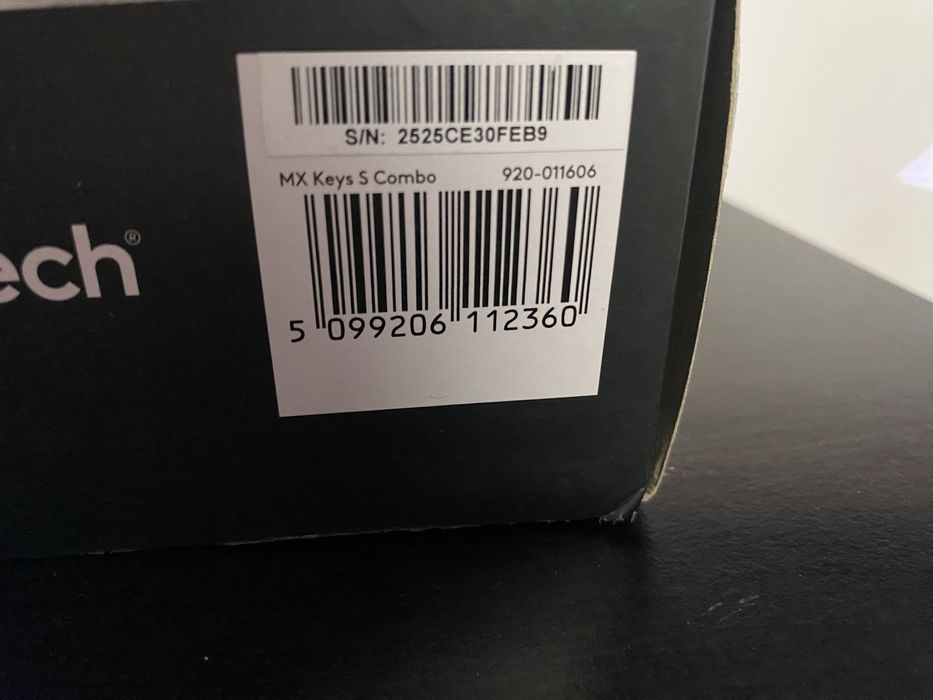 S/N: 2525CE30FEB9
MX Keys S Combo 920-011606
ech®
5 099206 112360